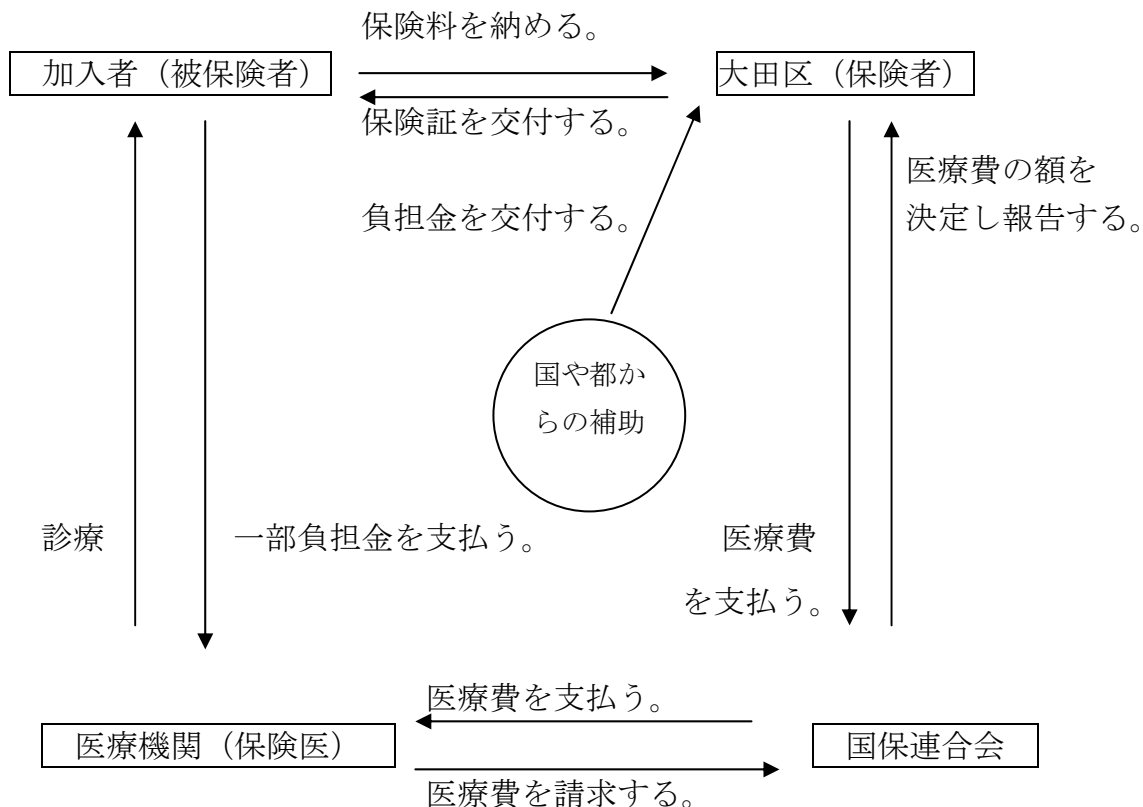 保険料を納める。
加入者（被保険者）
大田区（保険者）
保険証を交付する。
医療費の額を
決定し報告する。
負担金を交付する。
国や都か
らの補助
診療
一部負担金を支払う。
医療費
を支払う。
医療費を支払う。
医療機関（保険医）
国保連合会
医療費を請求する。